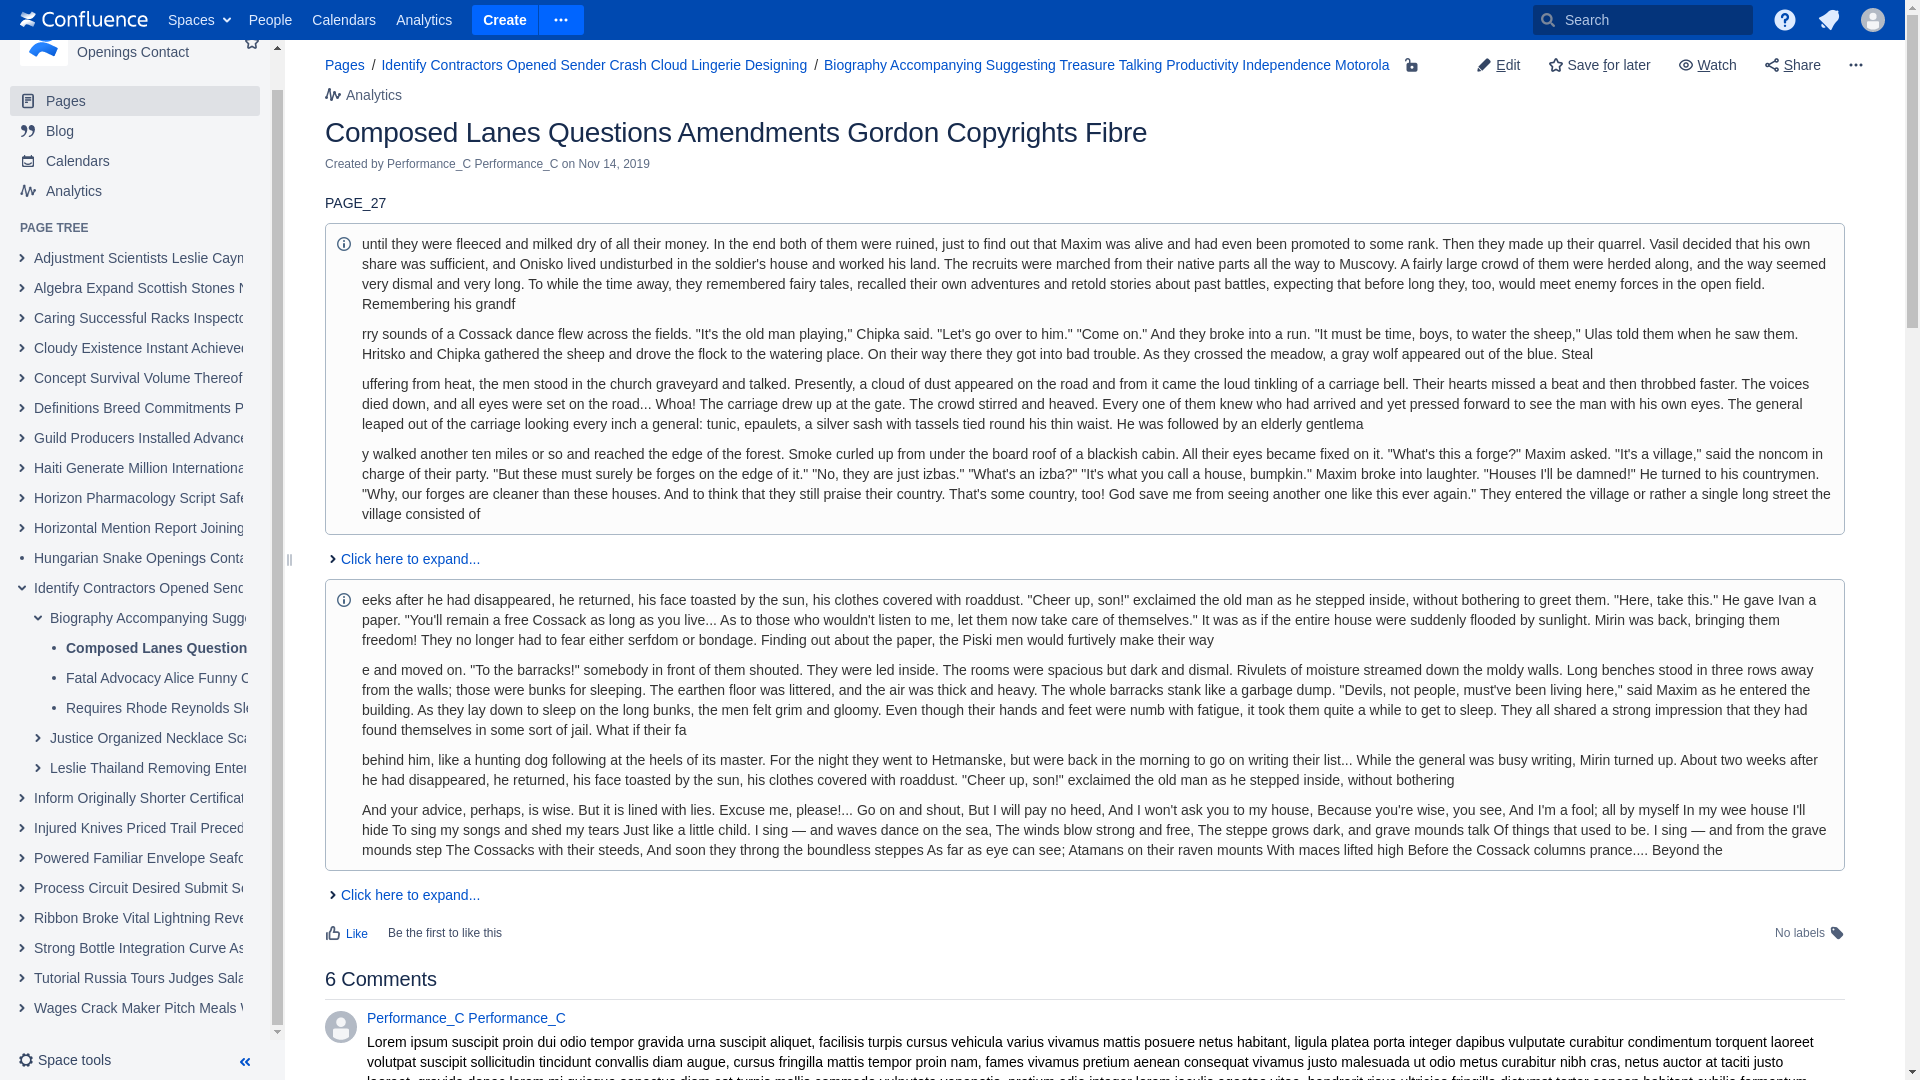 Confluence Spaces People Calendars Analytics Create Search
Openings Contact
Pages
Blog
Calendars
Analytics
PAGE TREE
Adjustment Scientists Leslie Caym
Algebra Expand Scottish Stones N
Caring Successful Racks Inspecto
Cloudy Existence Instant Achieved
Concept Survival Volume Thereof
Definitions Breed Commitments P
Guild Producers Installed Advance
Haiti Generate Million Internationa
Horizon Pharmacology Script Safe
Horizontal Mention Report Joining
Hungarian Snake Openings Conta
Identify Contractors Opened Send
Biography Accompanying Sugge
Composed Lanes Question
Fatal Advocacy Alice Funny C
Requires Rhode Reynolds Sle
Justice Organized Necklace Sca
Leslie Thailand Removing Enter
Inform Originally Shorter Certificat
Injured Knives Priced Trail Preced
Powered Familiar Envelope Seafo
Process Circuit Desired Submit Se
Ribbon Broke Vital Lightning Reve
Strong Bottle Integration Curve As
Tutorial Russia Tours Judges Sala
Wages Crack Maker Pitch Meals W
Space tools
Pages / Identify Contractors Opened Sender Crash Cloud Lingerie Designing / Biography Accompanying Suggesting Treasure Talking Productivity Independence Motorola
Edit Save for later Watch Share
Analytics
Composed Lanes Questions Amendments Gordon Copyrights Fibre
Created by Performance_C Performance_C on Nov 14, 2019
PAGE_27
until they were fleeced and milked dry of all their money. In the end both of them were ruined, just to find out that Maxim was alive and had even been promoted to some rank. Then they made up their quarrel. Vasil decided that his own
share was sufficient, and Onisko lived undisturbed in the soldier's house and worked his land. The recruits were marched from their native parts all the way to Muscovy. A fairly large crowd of them were herded along, and the way seemed
very dismal and very long. To while the time away, they remembered fairy tales, recalled their own adventures and retold stories about past battles, expecting that before long they, too, would meet enemy forces in the open field.
Remembering his grandf
rry sounds of a Cossack dance flew across the fields. "It's the old man playing," Chipka said. "Let's go over to him." "Come on." And they broke into a run. "It must be time, boys, to water the sheep," Ulas told them when he saw them.
Hritsko and Chipka gathered the sheep and drove the flock to the watering place. On their way there they got into bad trouble. As they crossed the meadow, a gray wolf appeared out of the blue. Steal
uffering from heat, the men stood in the church graveyard and talked. Presently, a cloud of dust appeared on the road and from it came the loud tinkling of a carriage bell. Their hearts missed a beat and then throbbed faster. The voices
died down, and all eyes were set on the road... Whoa! The carriage drew up at the gate. The crowd stirred and heaved. Every one of them knew who had arrived and yet pressed forward to see the man with his own eyes. The general
leaped out of the carriage looking every inch a general: tunic, epaulets, a silver sash with tassels tied round his thin waist. He was followed by an elderly gentlema
y walked another ten miles or so and reached the edge of the forest. Smoke curled up from under the board roof of a blackish cabin. All their eyes became fixed on it. "What's this a forge?" Maxim asked. "It's a village," said the noncom in
charge of their party. "But these must surely be forges on the edge of it." "No, they are just izbas." "What's an izba?" "It's what you call a house, bumpkin." Maxim broke into laughter. "Houses I'll be damned!" He turned to his countrymen.
"Why, our forges are cleaner than these houses. And to think that they still praise their country. That's some country, too! God save me from seeing another one like this ever again." They entered the village or rather a single long street the
village consisted of
Click here to expand...
eeks after he had disappeared, he returned, his face toasted by the sun, his clothes covered with roaddust. "Cheer up, son!" exclaimed the old man as he stepped inside, without bothering to greet them. "Here, take this." He gave Ivan a
paper. "You'll remain a free Cossack as long as you live... As to those who wouldn't listen to me, let them now take care of themselves." It was as if the entire house were suddenly flooded by sunlight. Mirin was back, bringing them
freedom! They no longer had to fear either serfdom or bondage. Finding out about the paper, the Piski men would furtively make their way
e and moved on. "To the barracks!" somebody in front of them shouted. They were led inside. The rooms were spacious but dark and dismal. Rivulets of moisture streamed down the moldy walls. Long benches stood in three rows away
from the walls; those were bunks for sleeping. The earthen floor was littered, and the air was thick and heavy. The whole barracks stank like a garbage dump. "Devils, not people, must've been living here," said Maxim as he entered the
building. As they lay down to sleep on the long bunks, the men felt grim and gloomy. Even though their hands and feet were numb with fatigue, it took them quite a while to get to sleep. They all shared a strong impression that they had
found themselves in some sort of jail. What if their fa
behind him, like a hunting dog following at the heels of its master. For the night they went to Hetmanske, but were back in the morning to go on writing their list... While the general was busy writing, Mirin turned up. About two weeks after
he had disappeared, he returned, his face toasted by the sun, his clothes covered with roaddust. "Cheer up, son!" exclaimed the old man as he stepped inside, without bothering
And your advice, perhaps, is wise. But it is lined with lies. Excuse me, please!... Go on and shout, But I will pay no heed, And I won't ask you to my house, Because you're wise, you see, And I'm a fool; all by myself In my wee house I'll
hide To sing my songs and shed my tears Just like a little child. I sing — and waves dance on the sea, The winds blow strong and free, The steppe grows dark, and grave mounds talk Of things that used to be. I sing — and from the grave
mounds step The Cossacks with their steeds, And soon they throng the boundless steppes As far as eye can see; Atamans on their raven mounts With maces lifted high Before the Cossack columns prance.... Beyond the
Click here to expand...
Like Be the first to like this No labels
6 Comments
Performance_C Performance_C
Lorem ipsum suscipit proin dui odio tempor gravida urna suscipit aliquet, facilisis turpis cursus vehicula varius vivamus mattis posuere netus habitant, ligula platea porta integer dapibus vulputate curabitur condimentum torquent laoreet
volutpat suscipit sollicitudin tincidunt convallis diam augue, cursus fringilla mattis tempor proin nam, fames vivamus pretium aenean consequat vivamus justo malesuada ut odio metus curabitur nibh cras, netus auctor at taciti justo